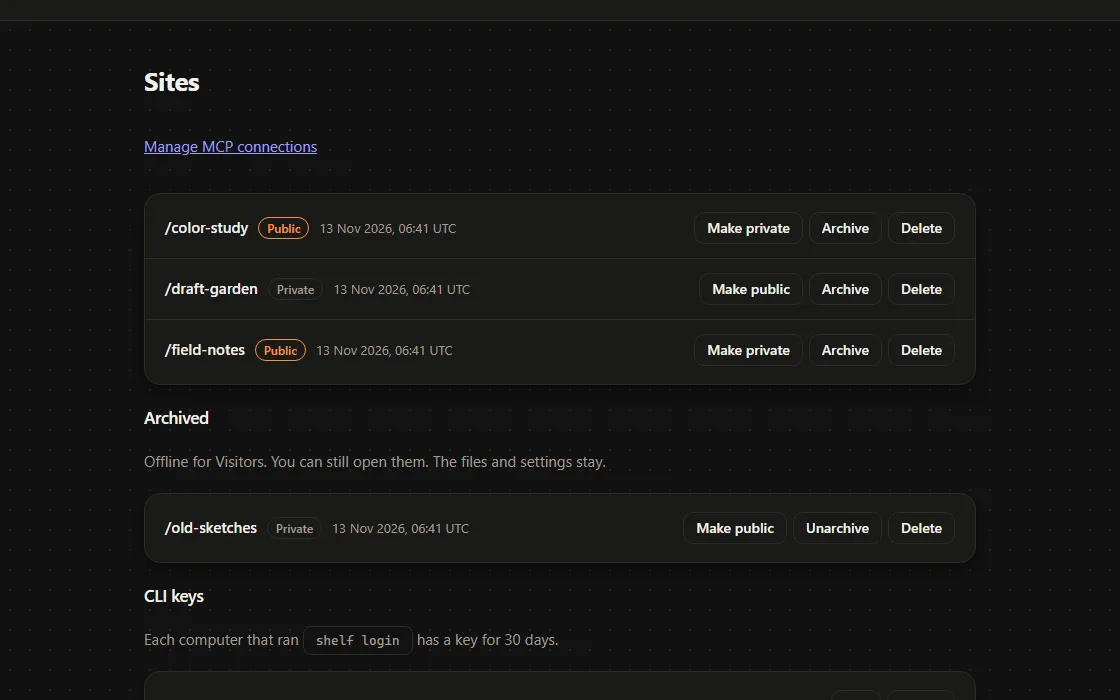 Sites
Manage MCP connections
/color-study Public 13 Nov 2026, 06:41 UTC Make private Archive Delete
/draft-garden Private 13 Nov 2026, 06:41 UTC Make public Archive Delete
/field-notes Public 13 Nov 2026, 06:41 UTC Make private Archive Delete
Archived
Offline for Visitors. You can still open them. The files and settings stay.
/old-sketches Private 13 Nov 2026, 06:41 UTC Make public Unarchive Delete
CLI keys
Each computer that ran shelf login has a key for 30 days.